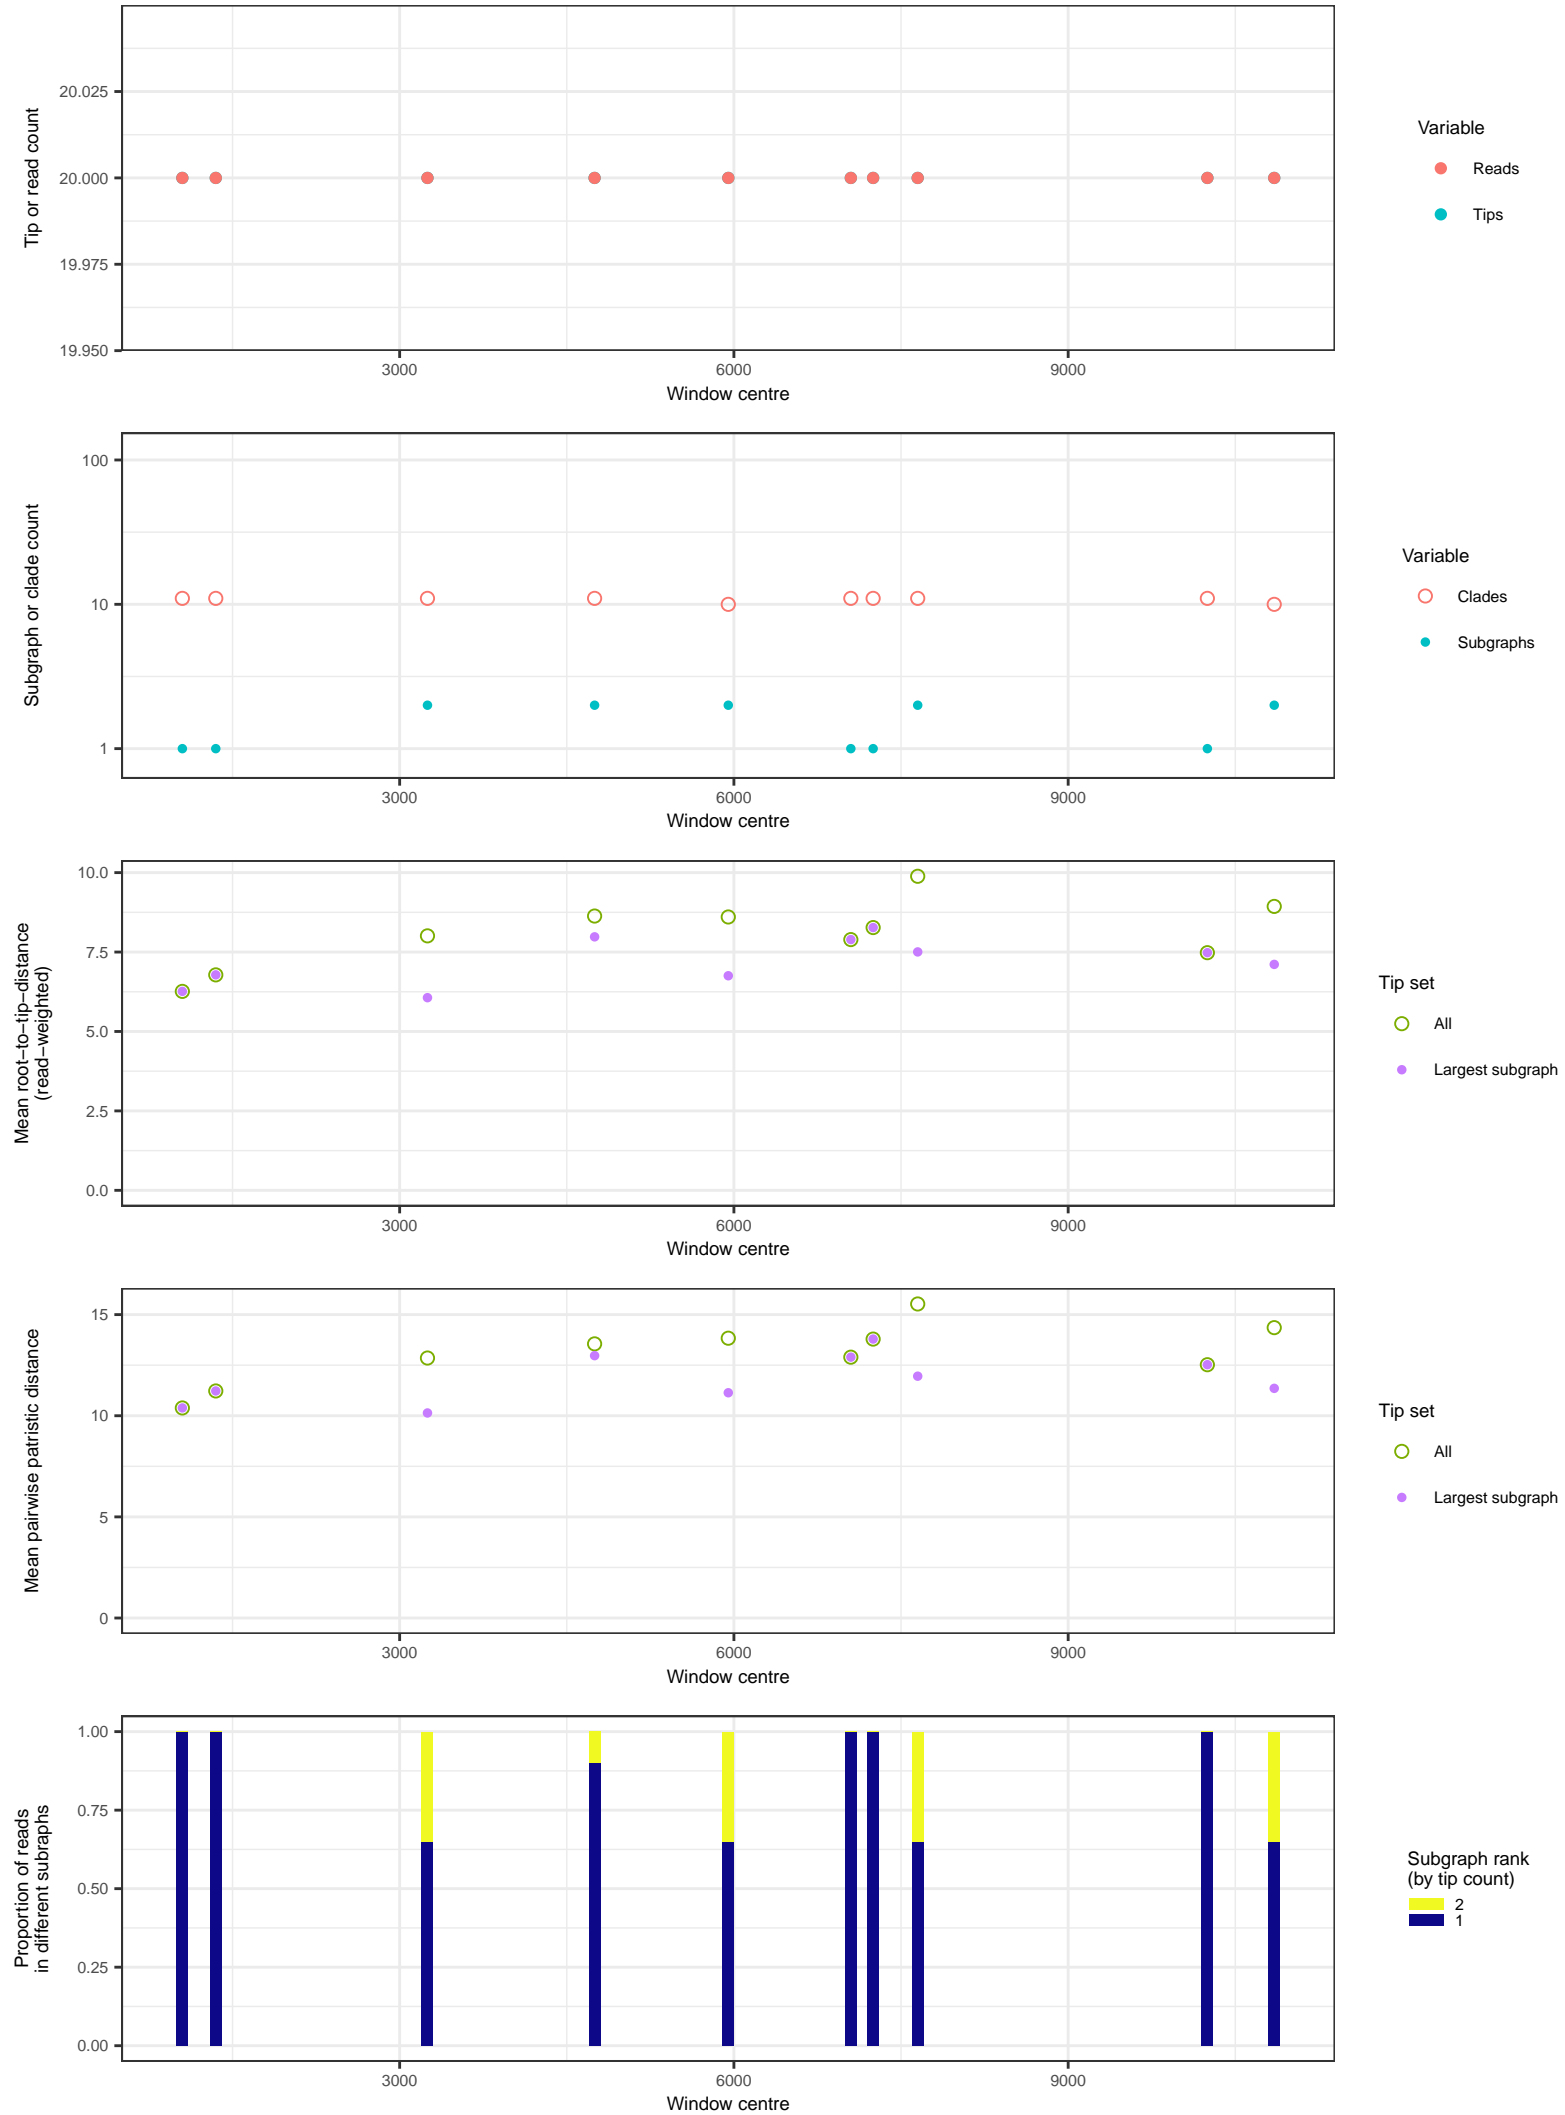 Tip or read count
20.025
20.000
19.975
19.950
3000
6000
9000
Window centre
Variable
Reads
Tips
Subgraph or clade count
100
10
1
3000
6000
9000
Window centre
Variable
Clades
Subgraphs
Mean root−to−tip−distance
(read−weighted)
10.0
7.5
5.0
2.5
0.0
3000
6000
9000
Window centre
Tip set
All
Largest subgraph
Mean pairwise patristic distance
15
10
5
0
3000
6000
9000
Window centre
Tip set
All
Largest subgraph
Proportion of reads
in different subraphs
1.00
0.75
0.50
0.25
0.00
3000
6000
9000
Window centre
Subgraph rank
(by tip count)
2
1